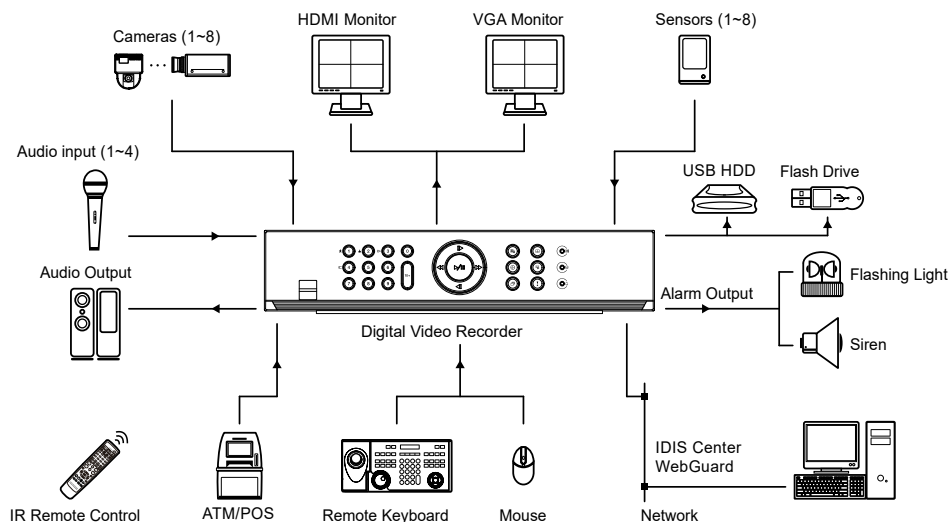 HDMI Monitor
VGA Monitor
Sensors (1~8)
Cameras (1~8)
Audio input (1~4)
USB HDD
Flash Drive
Audio Output
Alarm Output
Flashing Light
Digital Video Recorder
Siren
IDIS Center
WebGuard
IR Remote Control
ATM/POS
Remote Keyboard
Mouse
Network